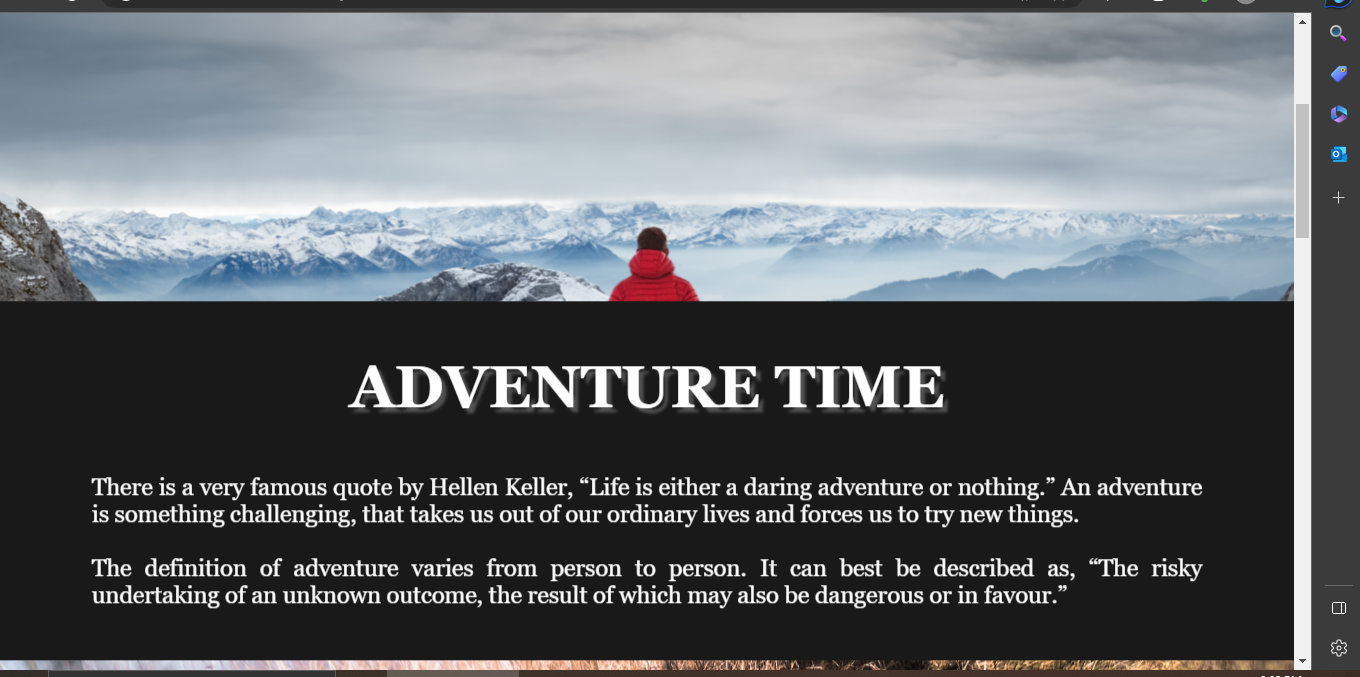 ADVENTURE TIME
There is a very famous quote by Hellen Keller, “Life is either a daring adventure or nothing.” An adventure
is something challenging, that takes us out of our ordinary lives and forces us to try new things.
The definition of adventure varies from person to person. It can best be described as, “The risky
undertaking of an unknown outcome, the result of which may also be dangerous or in favour.”